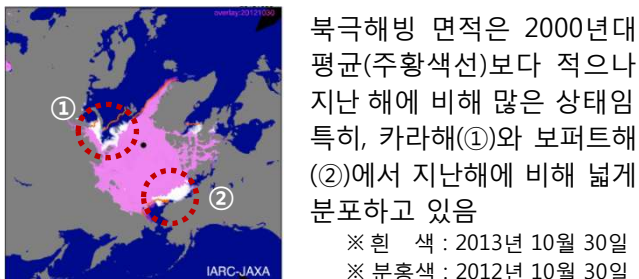 overlay:20121030
①
②
IARC-JAXA
북극해빙 면적은 2000년대
평균(주황색선)보다 적으나
지난 해에 비해 많은 상태임
특히, 카라해(①)와 보퍼트해
(②)에서 지난해에 비해 넓게
분포하고 있음
※ 흰 색 : 2013년 10월 30일
※ 분홍색 : 2012년 10월 30일